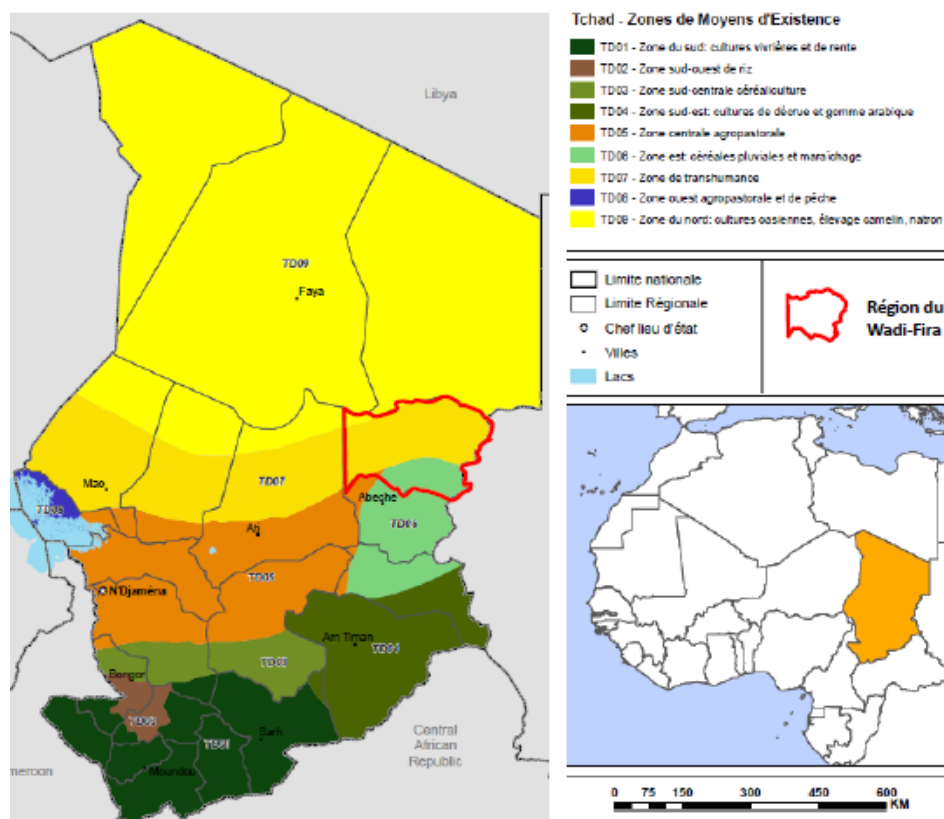 Tchad - Zones de Moyens d'Existence
TD01 - Zone du sud: cultures vivrières et de rente
TD02 - Zone sud-ouest de riz
TD03 - Zone sud-centrale céréaliculture
TD04 - Zone sud-est: cultures de décrue et gomme arabique
TD05 - Zone centrale agropastorale
TD06 - Zone est: céréales pluviales et maraîchage
TD07 - Zone de transhumance
TD08 - Zone ouest agropastorale et de pêche
TD09 - Zone du nord: cultures oasiennes, élevage camelin, natron
Limite nationale
Limite Régionale
Chef lieu d'état
Villes
Lacs
Région du
Wadi-Fira
Libya
TD09
Faya
Mao
TD07
Abeche
TD08
Ati
TD06
TD05
N'Djaména
Am Timan
TD04
TD03
Bongor
TD02
TD01
Sarh
Moundou
Central
African
Republic
meroon
0 75 150 300 450 600
KM